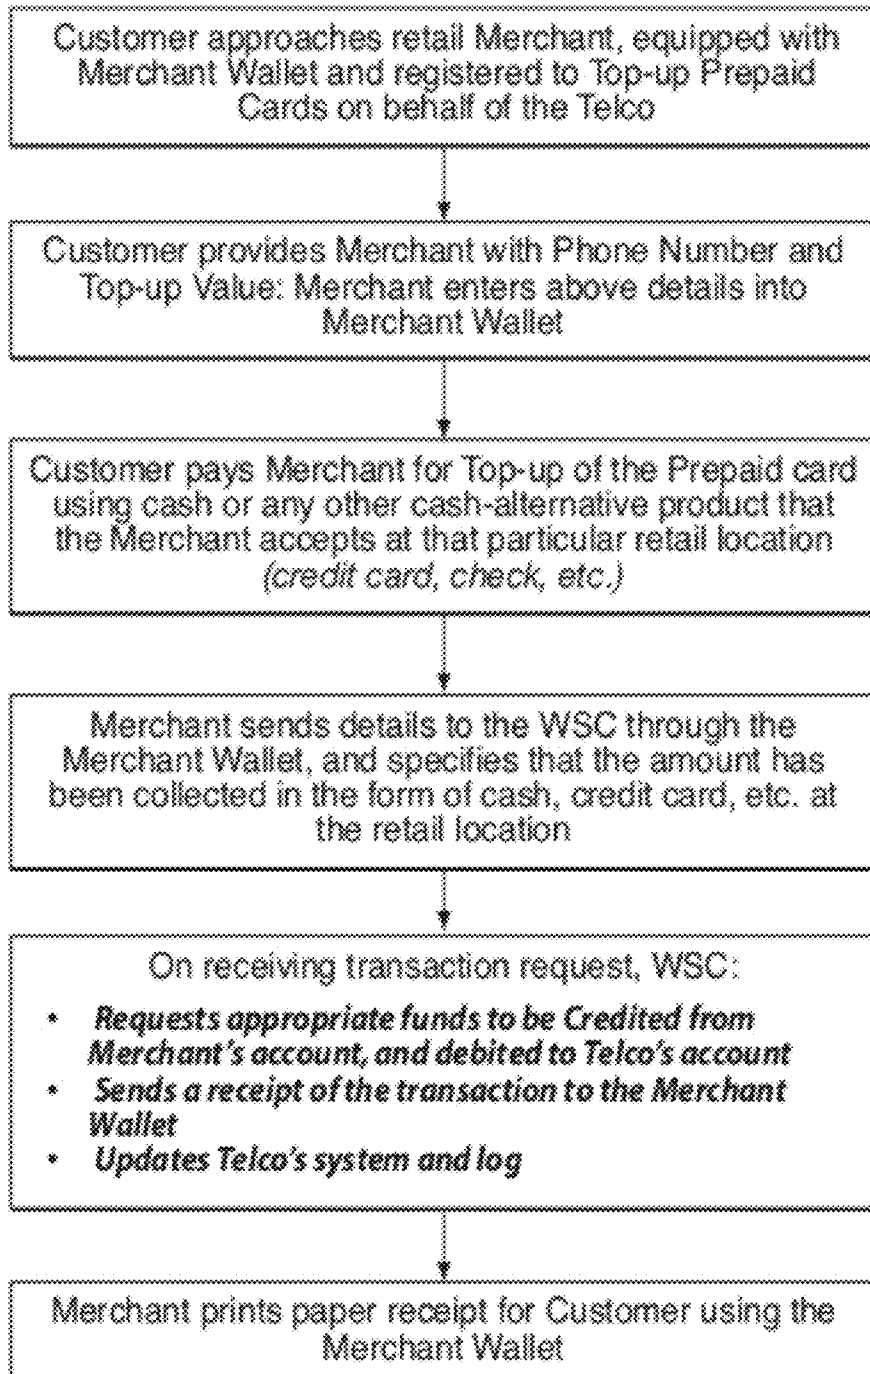 Customer approaches retail Merchant, equipped with
Merchant Wallet and registered to Top-up Prepaid
Cards on behalf of the Telco
Customer provides Merchant with Phone Number and
Top-up Value: Merchant enters above details into
Merchant Wallet
Customer pays Merchant for Top-up of the Prepaid card
using cash or any other cash-alternative product that
the Merchant accepts at that particular retail location
(credit card, check, etc.)
Merchant sends details to the WSC through the
Merchant Wallet, and specifies that the amount has
been collected in the form of cash, credit card, etc. at
the retail location
On receiving transaction request, WSC:
• Requests appropriate funds to be Credited from
Merchant's account, and debited to Telco's account
• Sends a receipt of the transaction to the Merchant
Wallet
• Updates Telco's system and log
Merchant prints paper receipt for Customer using the
Merchant Wallet